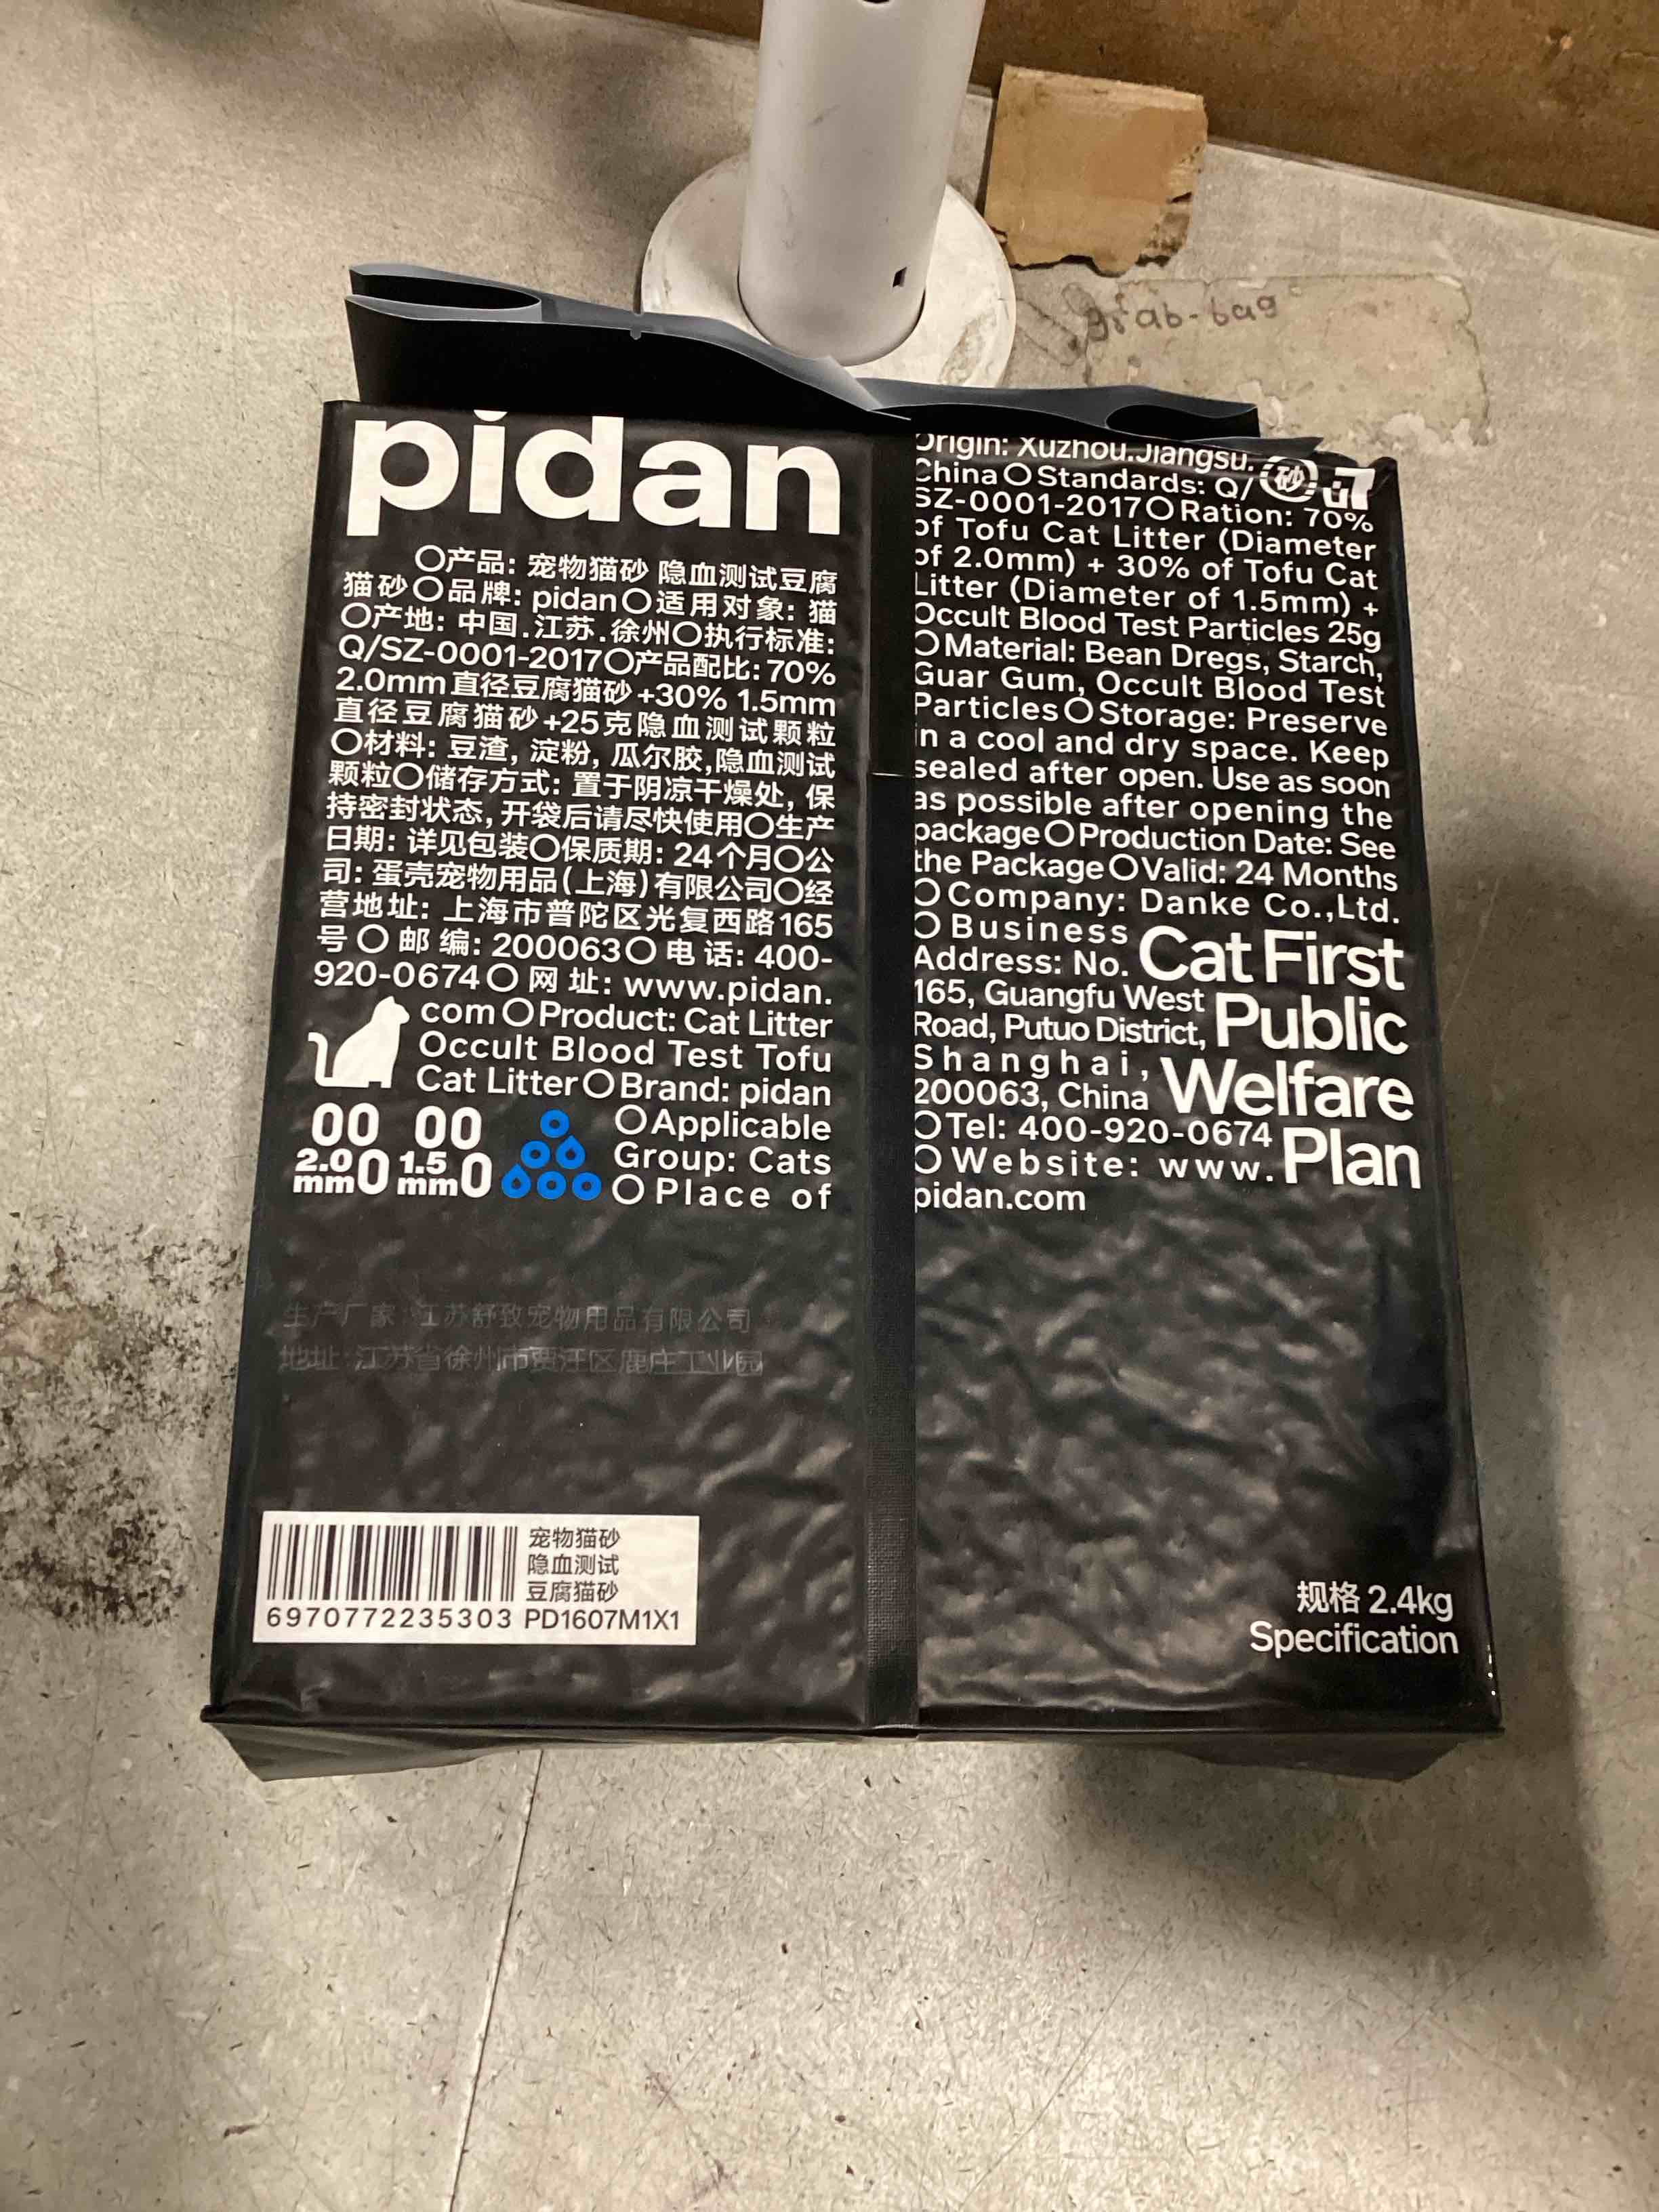 grab-bag
pidan
○产品: 宠物猫砂 隐血测试豆腐
猫砂○品牌: pidan○适用对象: 猫
○产地: 中国.江苏.徐州○执行标准:
Q/SZ-0001-2017○产品配比: 70%
2.0mm直径豆腐猫砂+30% 1.5mm
直径豆腐猫砂+25克隐血测试颗粒
○材料: 豆渣, 淀粉, 瓜尔胶,隐血测试
颗粒○储存方式: 置于阴凉干燥处, 保
持密封状态, 开袋后请尽快使用○生产
日期: 详见包装○保质期: 24个月○公
司: 蛋壳宠物用品(上海)有限公司○经
营地址: 上海市普陀区光复西路165
号○邮编: 200063○电话: 400-
920-0674○网址: www.pidan.
com○Product: Cat Litter
Occult Blood Test Tofu
Cat Litter○Brand: pidan
○Applicable
Group: Cats
○Place of
2.0 mm
1.5 mm
生产厂家:江苏舒致宠物用品有限公司
地址:江苏省徐州市贾汪区鹿庄工业园
宠物猫砂
隐血测试
豆腐猫砂
6970772235303 PD1607M1X1
Origin: Xuzhou.Jiangsu.
China○Standards: Q/
砂
SZ-0001-2017○Ration: 70%
of Tofu Cat Litter (Diameter
of 2.0mm) + 30% of Tofu Cat
Litter (Diameter of 1.5mm) +
Occult Blood Test Particles 25g
○Material: Bean Dregs, Starch,
Guar Gum, Occult Blood Test
Particles○Storage: Preserve
in a cool and dry space. Keep
sealed after open. Use as soon
as possible after opening the
package○Production Date: See
the Package○Valid: 24 Months
○Company: Danke Co.,Ltd.
○Business
Address: No.
165, Guangfu West
Road, Putuo District,
Shanghai,
200063, China
○Tel: 400-920-0674
○Website: www.
pidan.com
Cat First
Public
Welfare
Plan
规格 2.4kg
Specification